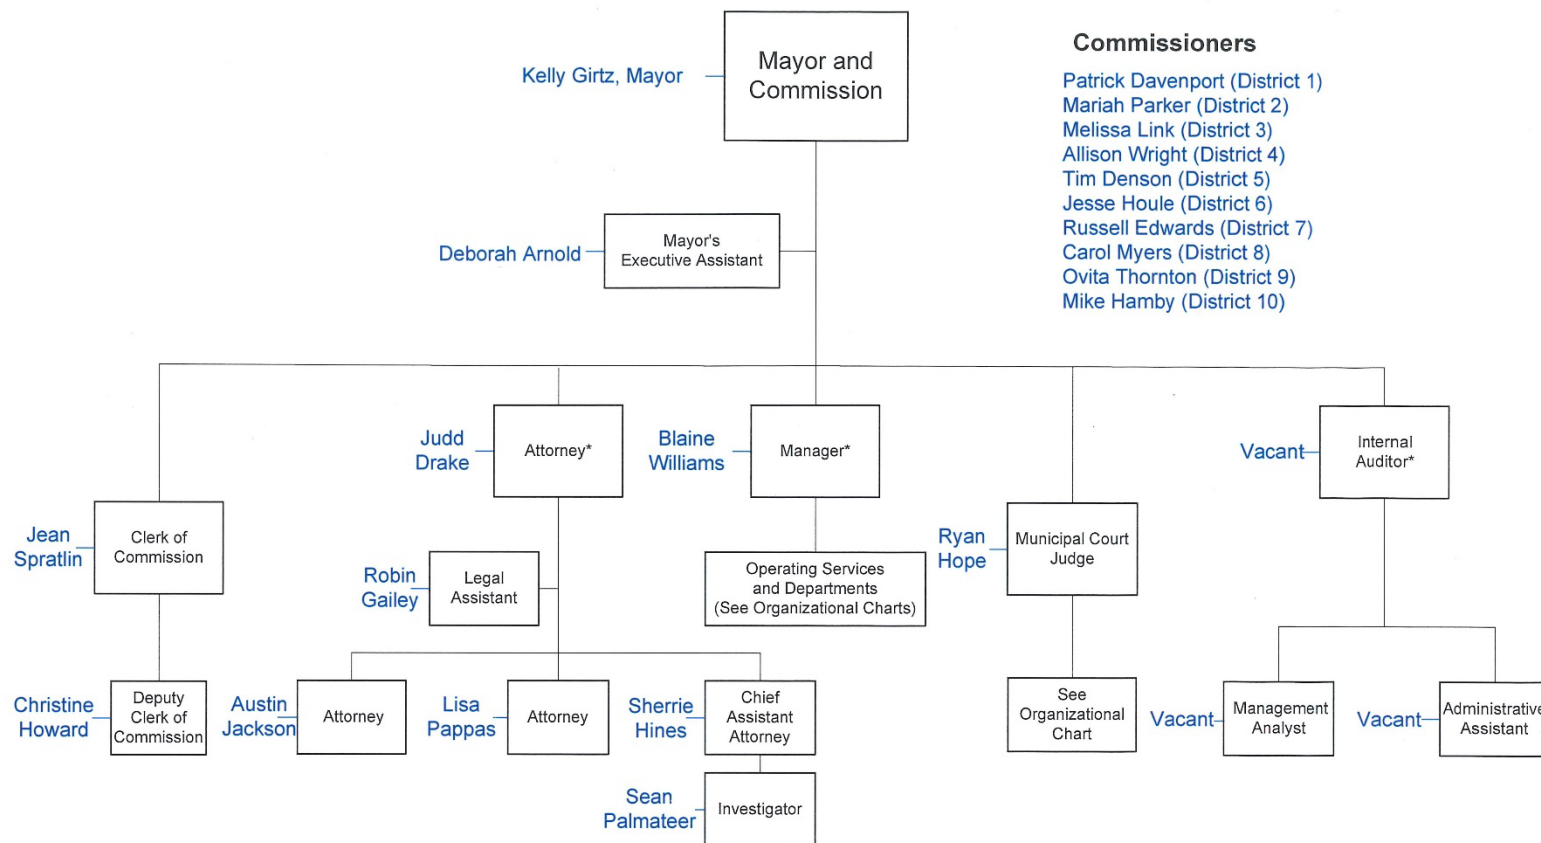 Kelly Girtz, Mayor
Mayor and
Commission
Commissioners
Patrick Davenport (District 1)
Mariah Parker (District 2)
Melissa Link (District 3)
Allison Wright (District 4)
Tim Denson (District 5)
Jesse Houle (District 6)
Russell Edwards (District 7)
Carol Myers (District 8)
Ovita Thornton (District 9)
Mike Hamby (District 10)
Deborah Arnold
Mayor's
Executive Assistant
Judd
Drake
Attorney*
Blaine
Williams
Manager*
Vacant
Internal
Auditor*
Jean
Spratlin
Clerk of
Commission
Robin
Gailey
Legal
Assistant
Operating Services
and Departments
(See Organizational Charts)
Ryan
Hope
Municipal Court
Judge
Christine
Howard
Deputy
Clerk of
Commission
Austin
Jackson
Attorney
Lisa
Pappas
Attorney
Sherrie
Hines
Chief
Assistant
Attorney
See
Organizational
Chart
Vacant
Management
Analyst
Vacant
Administrative
Assistant
Sean
Palmateer
Investigator